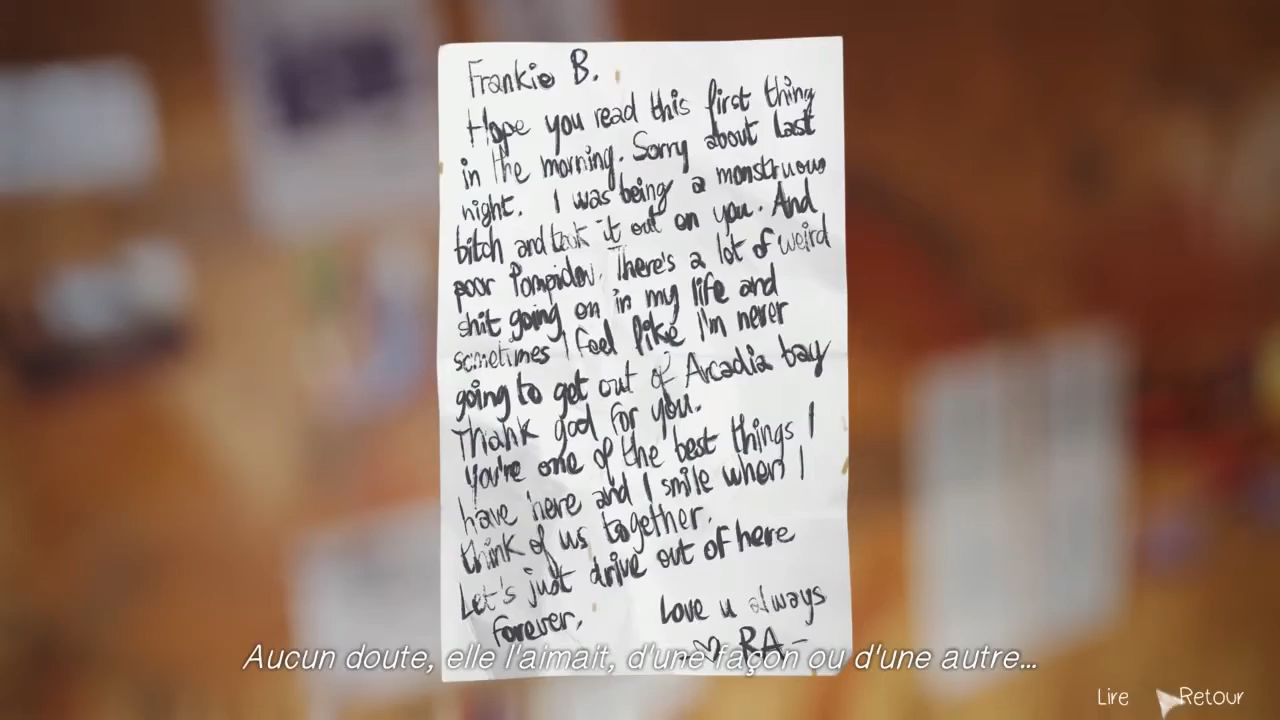 Frankie B.
Hope you read this first thing
in the morning. Sorry about last
night. I was being a monstruous
bitch and took it out on you. And
poor Pompidou. There's a lot of weird
shit going on in my life and
sometimes I feel like I'm never
going to get out of Arcadia bay
Thank god for you.
You're one of the best things I
have here and I smile when I
think of us together.
Let's just drive out of here
forever.
Love u always
-♡ RA -
Aucun doute, elle l'aimait, d'une façon ou d'une autre...
Lire Retour